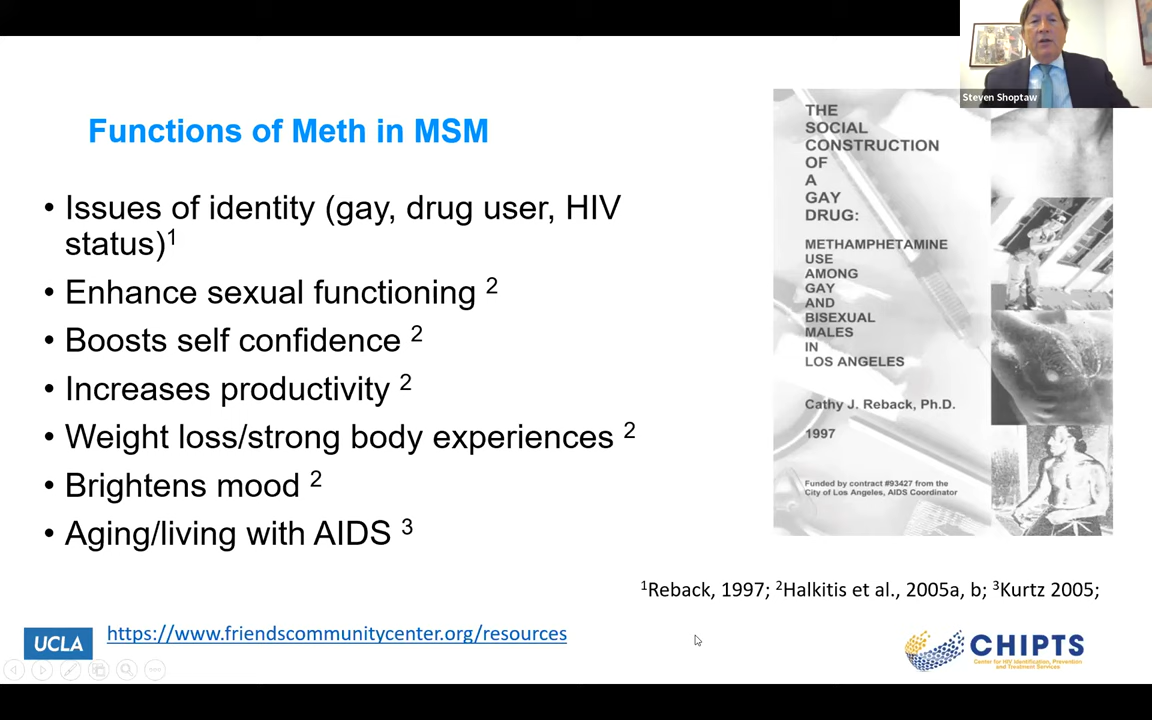 Steven Shoptaw
Functions of Meth in MSM
• Issues of identity (gay, drug user, HIV
status)1
• Enhance sexual functioning 2
• Boosts self confidence 2
• Increases productivity 2
• Weight loss/strong body experiences 2
• Brightens mood 2
• Aging/living with AIDS 3
THE
SOCIAL
CONSTRUCTION
OF
A
GAY
DRUG:
METHAMPHETAMINE
USE
AMONG
GAY
AND
BISEXUAL
MALES
IN
LOS ANGELES
Cathy J. Reback, Ph.D.
1997
Funded by contract #93427 from the
City of Los Angeles, AIDS Coordinator
1Reback, 1997; 2Halkitis et al., 2005a, b; 3Kurtz 2005;
UCLA
https://www.friendscommunitycenter.org/resources
CHIPTS
Center for HIV Identification, Prevention
and Treatment Services